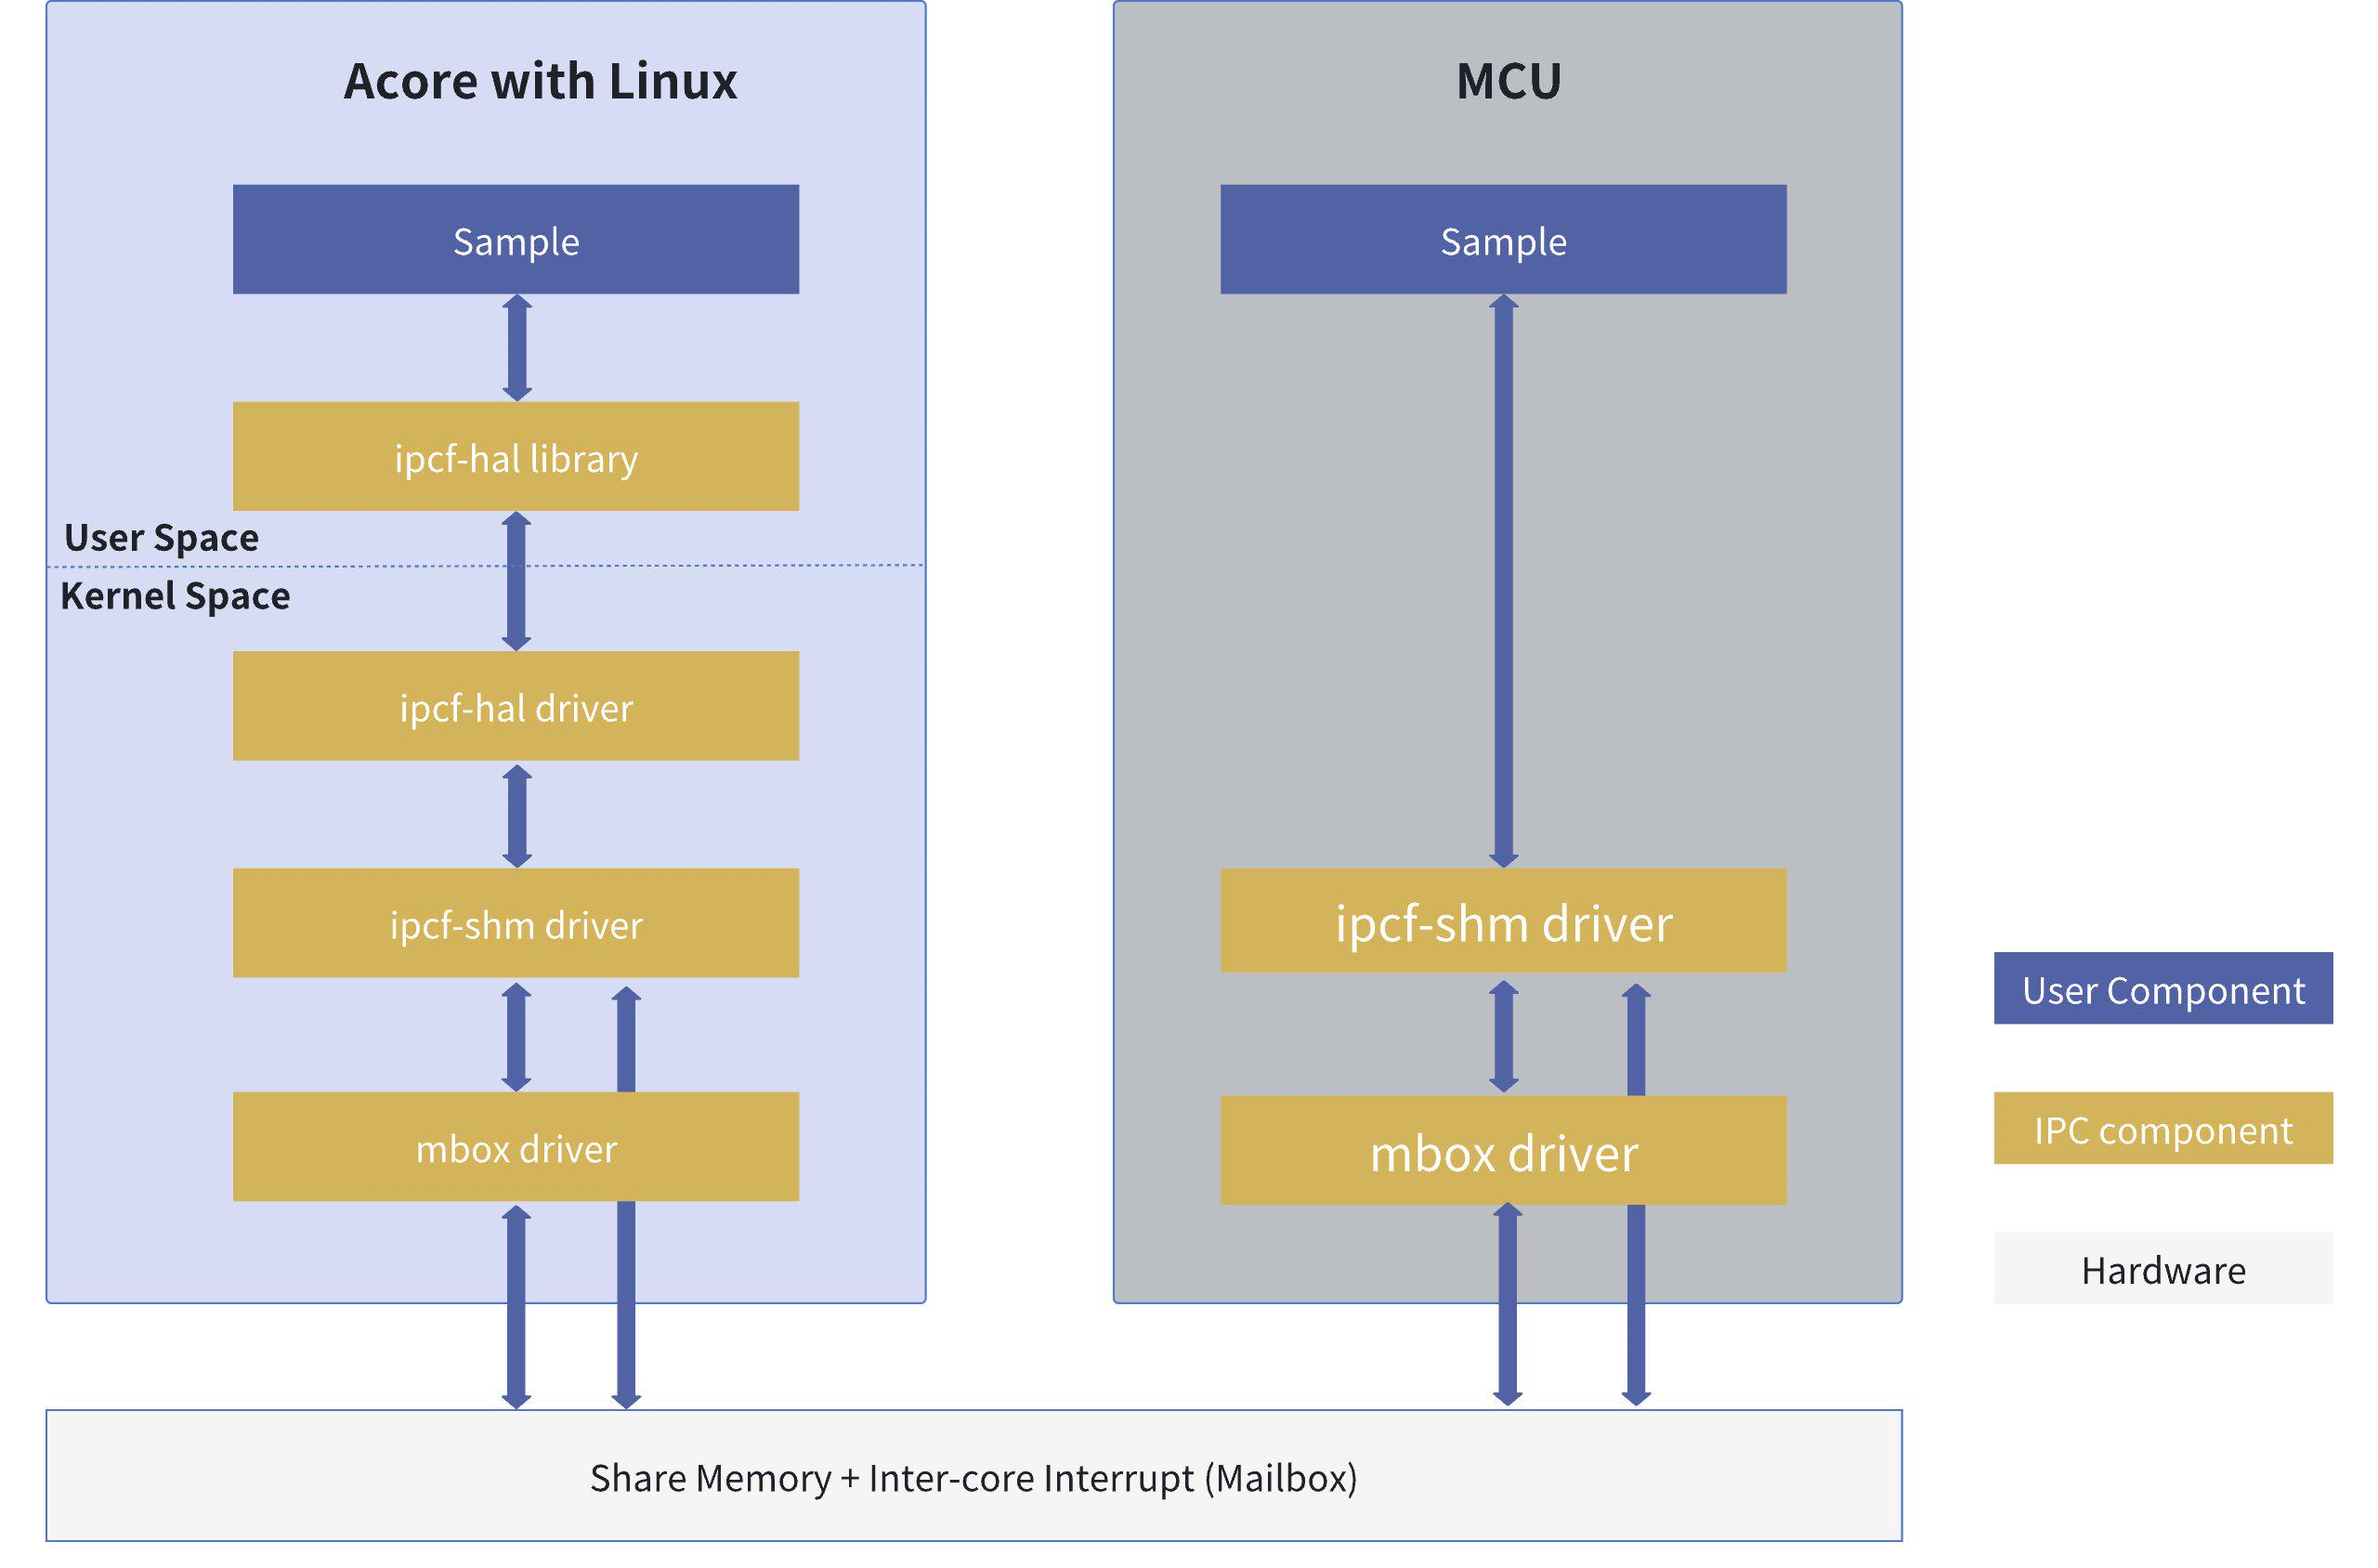 Acore with Linux
Sample
ipcf-hal library
User Space
Kernel Space
ipcf-hal driver
ipcf-shm driver
mbox driver
MCU
Sample
ipcf-shm driver
mbox driver
User Component
IPC component
Hardware
Share Memory + Inter-core Interrupt (Mailbox)